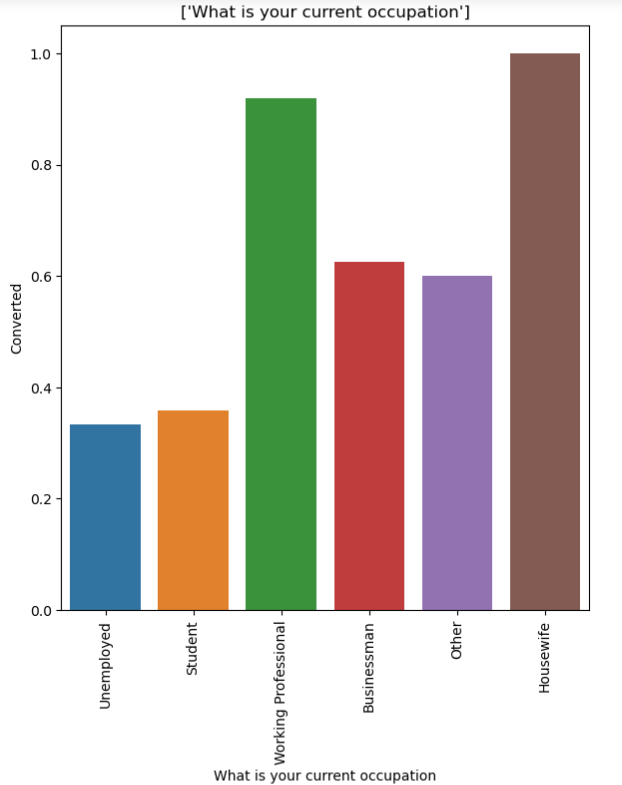 ['What is your current occupation']
1.0
0.8
0.6
0.4
0.2
0.0
Converted
Unemployed
Student
Working Professional
Businessman
Other
Housewife
What is your current occupation